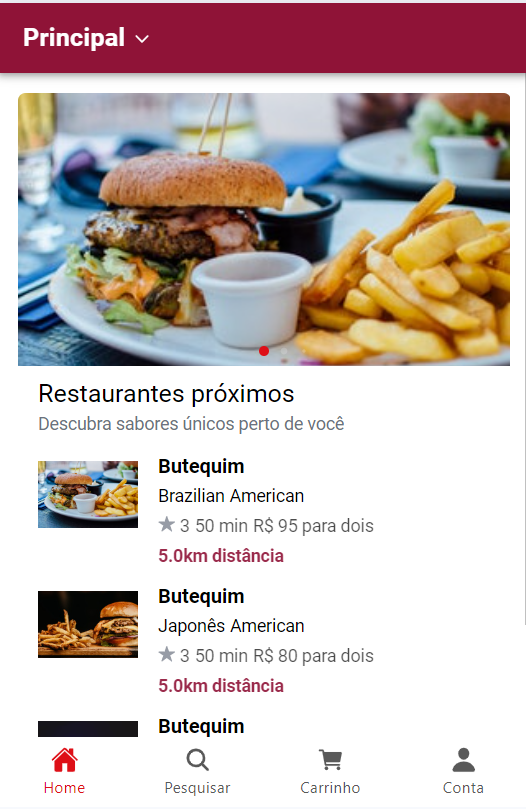 Principal
Restaurantes próximos
Descubra sabores únicos perto de você
Butequim
Brazilian American
3 50 min R$ 95 para dois
5.0km distância
Butequim
Japonês American
3 50 min R$ 80 para dois
5.0km distância
Butequim
Home Pesquisar Carrinho Conta